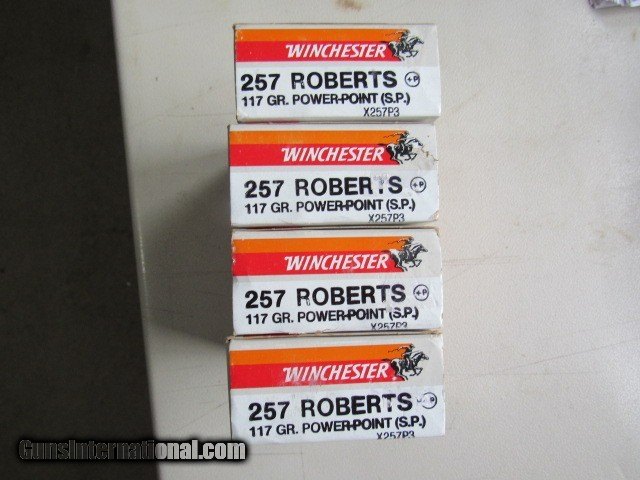 WINCHESTER
257 ROBERTS +P
117 GR. POWER-POINT (S.P.)
X257P3
WINCHESTER
257 ROBERTS +P
117 GR. POWER-POINT (S.P.)
X257P3
WINCHESTER
257 ROBERTS +P
117 GR. POWER-POINT (S.P.)
X257P3
WINCHESTER
257 ROBERTS
117 GR. POWER-POINT (S.P.)
X257P3
GunsInternational.com